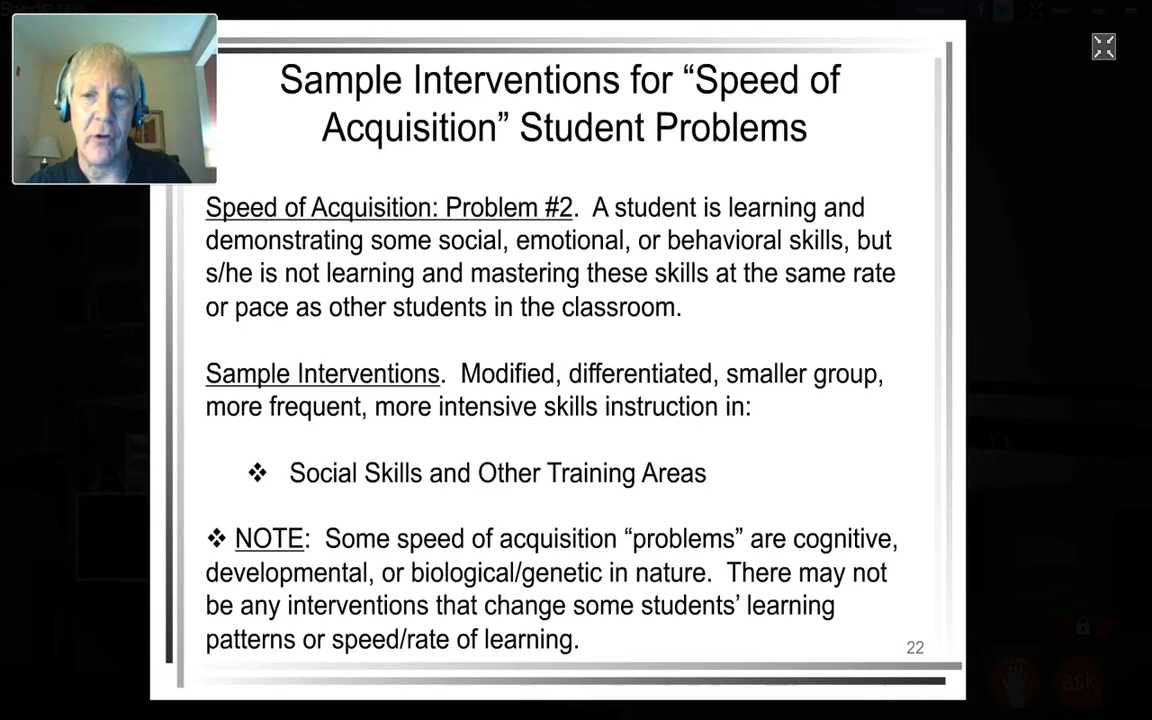 Sample Interventions for “Speed of
Acquisition” Student Problems
Speed of Acquisition: Problem #2. A student is learning and
demonstrating some social, emotional, or behavioral skills, but
s/he is not learning and mastering these skills at the same rate
or pace as other students in the classroom.
Sample Interventions. Modified, differentiated, smaller group,
more frequent, more intensive skills instruction in:
❖ Social Skills and Other Training Areas
❖ NOTE: Some speed of acquisition “problems” are cognitive,
developmental, or biological/genetic in nature. There may not
be any interventions that change some students’ learning
patterns or speed/rate of learning.
22
ask